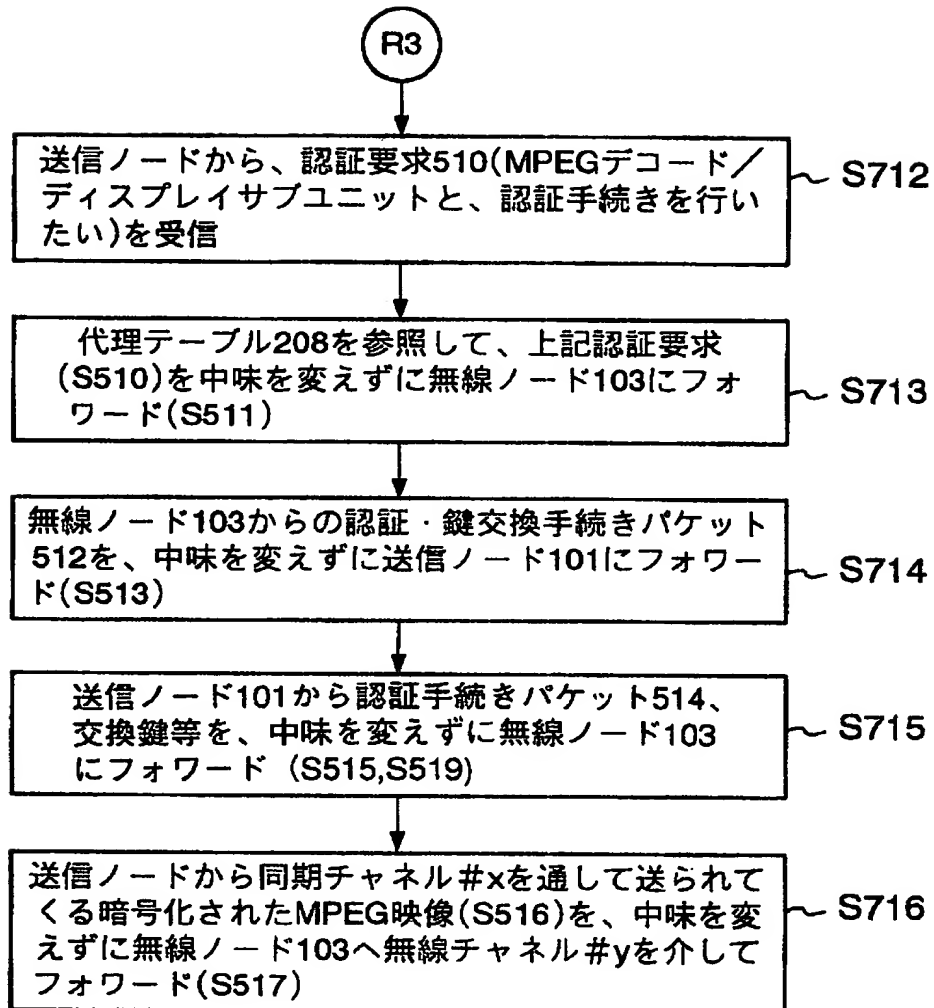 R3
送信ノードから、認証要求510(MPEGデコード／
ディスプレイサブユニットと、認証手続きを行い
たい)を受信
S712
代理テーブル208を参照して、上記認証要求
(S510)を中味を変えずに無線ノード103にフォ
ワード(S511)
S713
無線ノード103からの認証・鍵交換手続きパケット
512を、中味を変えずに送信ノード101にフォワー
ド(S513)
S714
送信ノード101から認証手続きパケット514、
交換鍵等を、中味を変えずに無線ノード103
にフォワード (S515,S519)
S715
送信ノードから同期チャネル#xを通して送られて
くる暗号化されたMPEG映像(S516)を、中味を変
えずに無線ノード103へ無線チャネル#yを介して
フォワード(S517)
S716